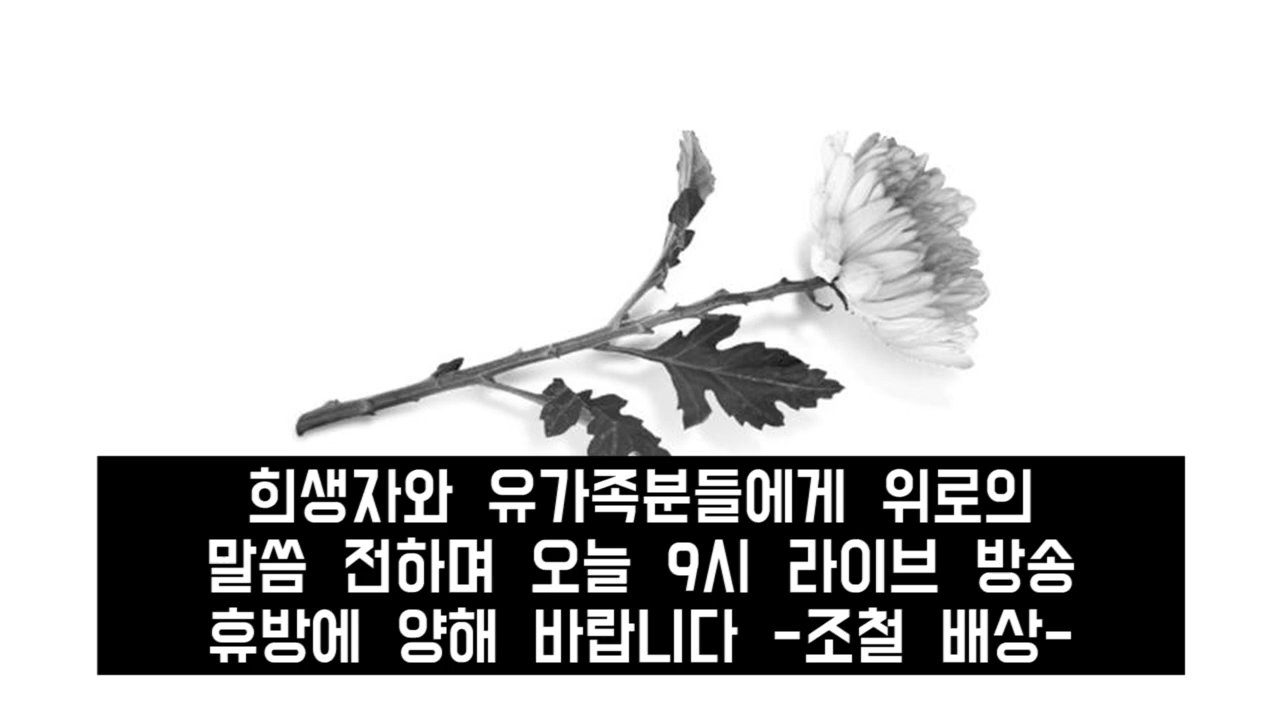 희생자와 유가족분들에게 위로의
말씀 전하며 오늘 9시 라이브 방송
휴방에 양해 바랍니다 -조철 배상-